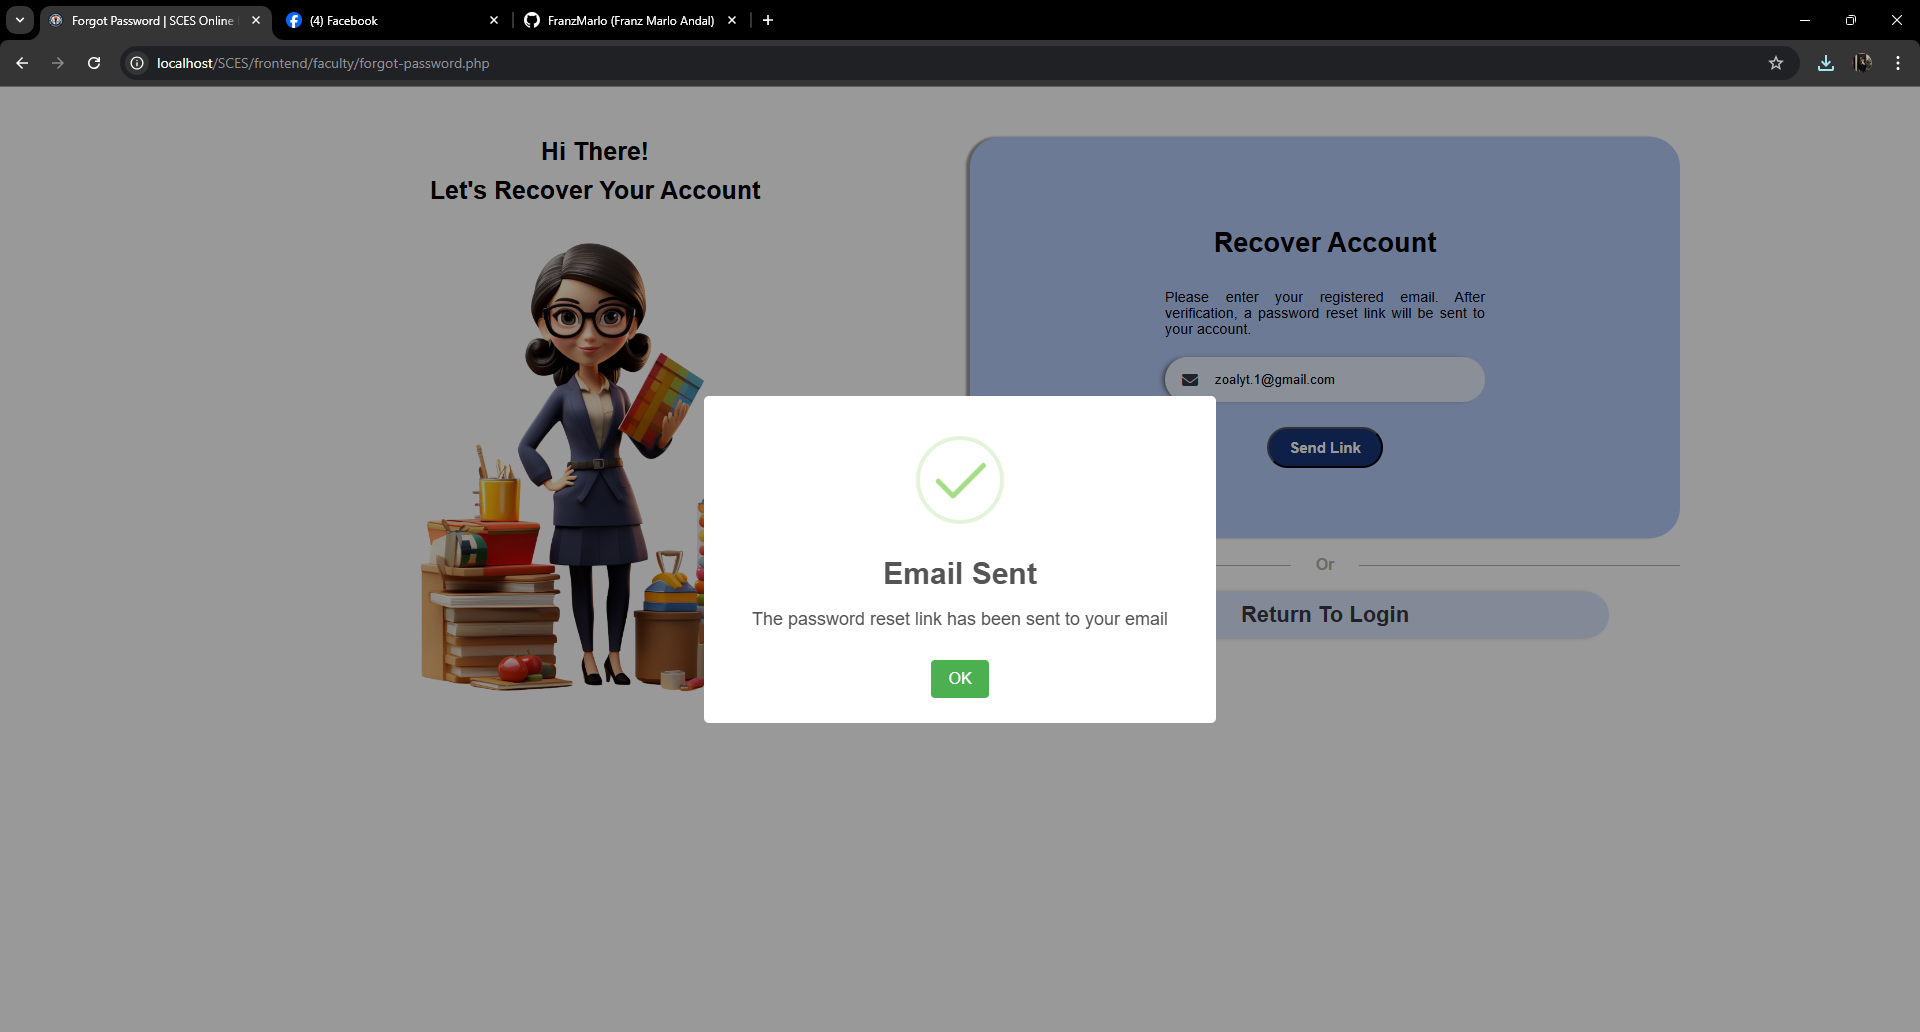 Forgot Password | SCES Online
(4) Facebook
FranzMarlo (Franz Marlo Andal)
localhost/SCES/frontend/faculty/forgot-password.php
Hi There!
Let's Recover Your Account
Recover Account
Please enter your registered email. After
verification, a password reset link will be sent to
your account.
zoalyt.1@gmail.com
Send Link
Or
Return To Login
Email Sent
The password reset link has been sent to your email
OK